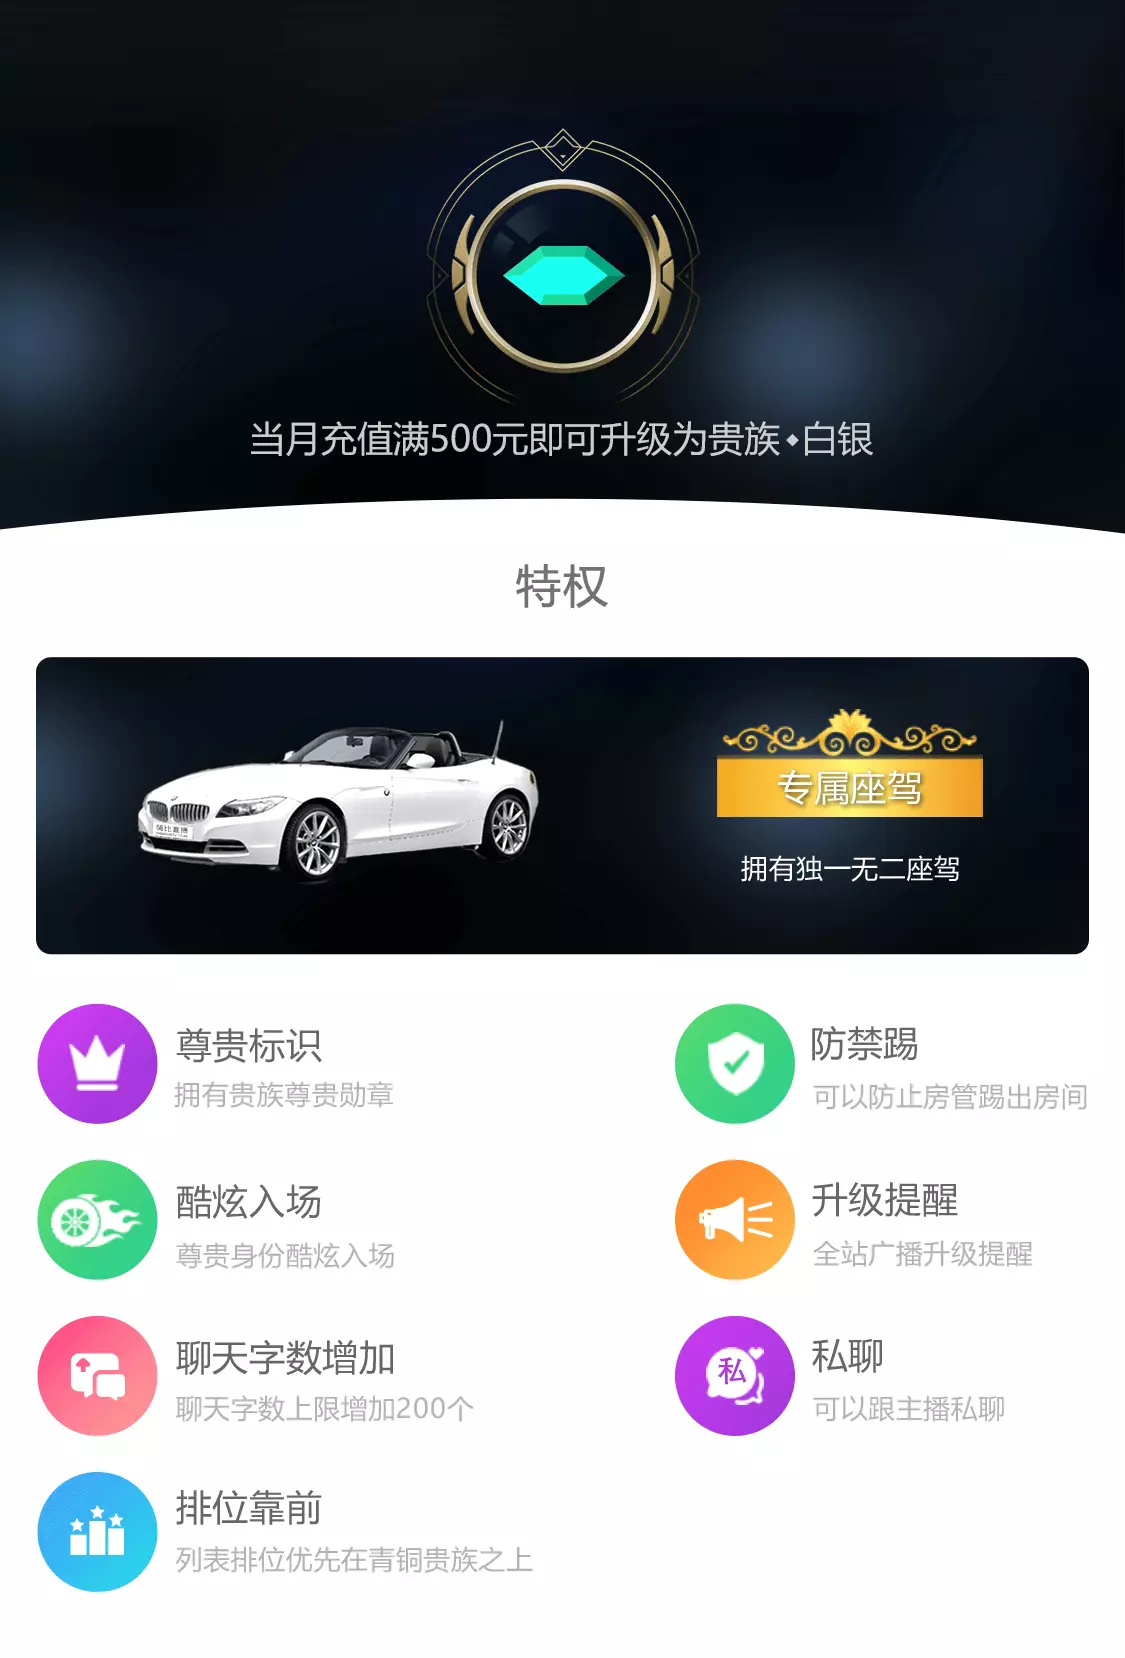 当月充值满500元即可升级为贵族◆白银
特权
专属座驾
拥有独一无二座驾
尊贵标识
拥有贵族尊贵勋章
防禁踢
可以防止房管踢出房间
酷炫入场
尊贵身份酷炫入场
升级提醒
全站广播升级提醒
聊天字数增加
聊天字数上限增加200个
私
私聊
可以跟主播私聊
排位靠前
列表排位优先在青铜贵族之上